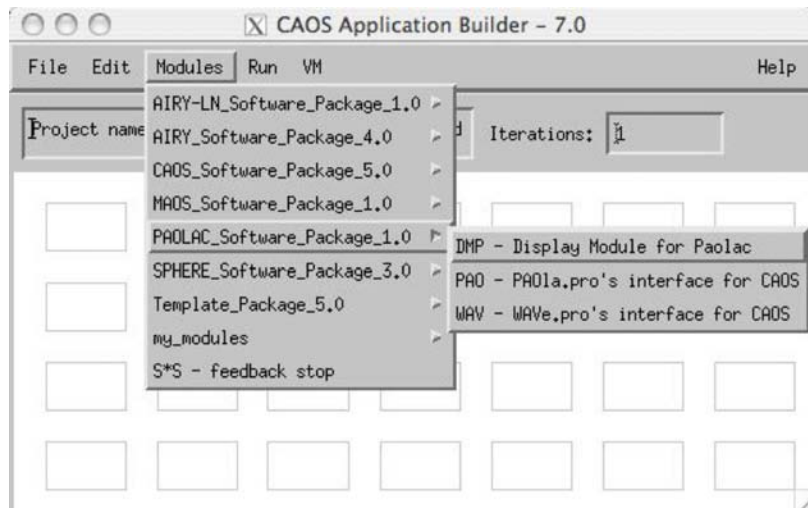 X CAOS Application Builder - 7.0
File Edit Modules Run VM Help
Project name Iterations: 1
AIRY-LN_Software_Package_1.0
AIRY_Software_Package_4.0
CAOS_Software_Package_5.0
MAOS_Software_Package_1.0
PAOLAC_Software_Package_1.0
DMP - Display Module for Paolac
SPHERE_Software_Package_3.0
PAO - PAOla.pro's interface for CAOS
Template_Package_5.0
WAV - WAVe.pro's interface for CAOS
my_modules
S*S - feedback stop